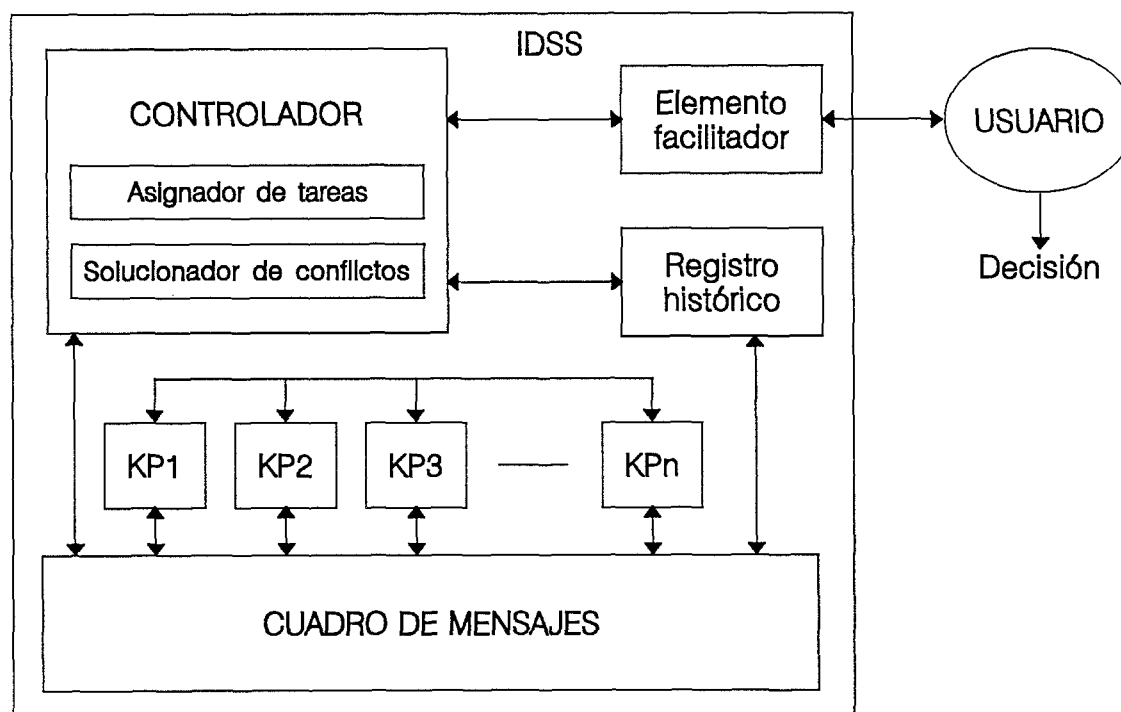 IDSS
CONTROLADOR
Asignador de tareas
Solucionador de conflictos
Elemento
facilitador
USUARIO
Decisión
Registro
histórico
KP1
KP2
KP3
KPn
CUADRO DE MENSAJES